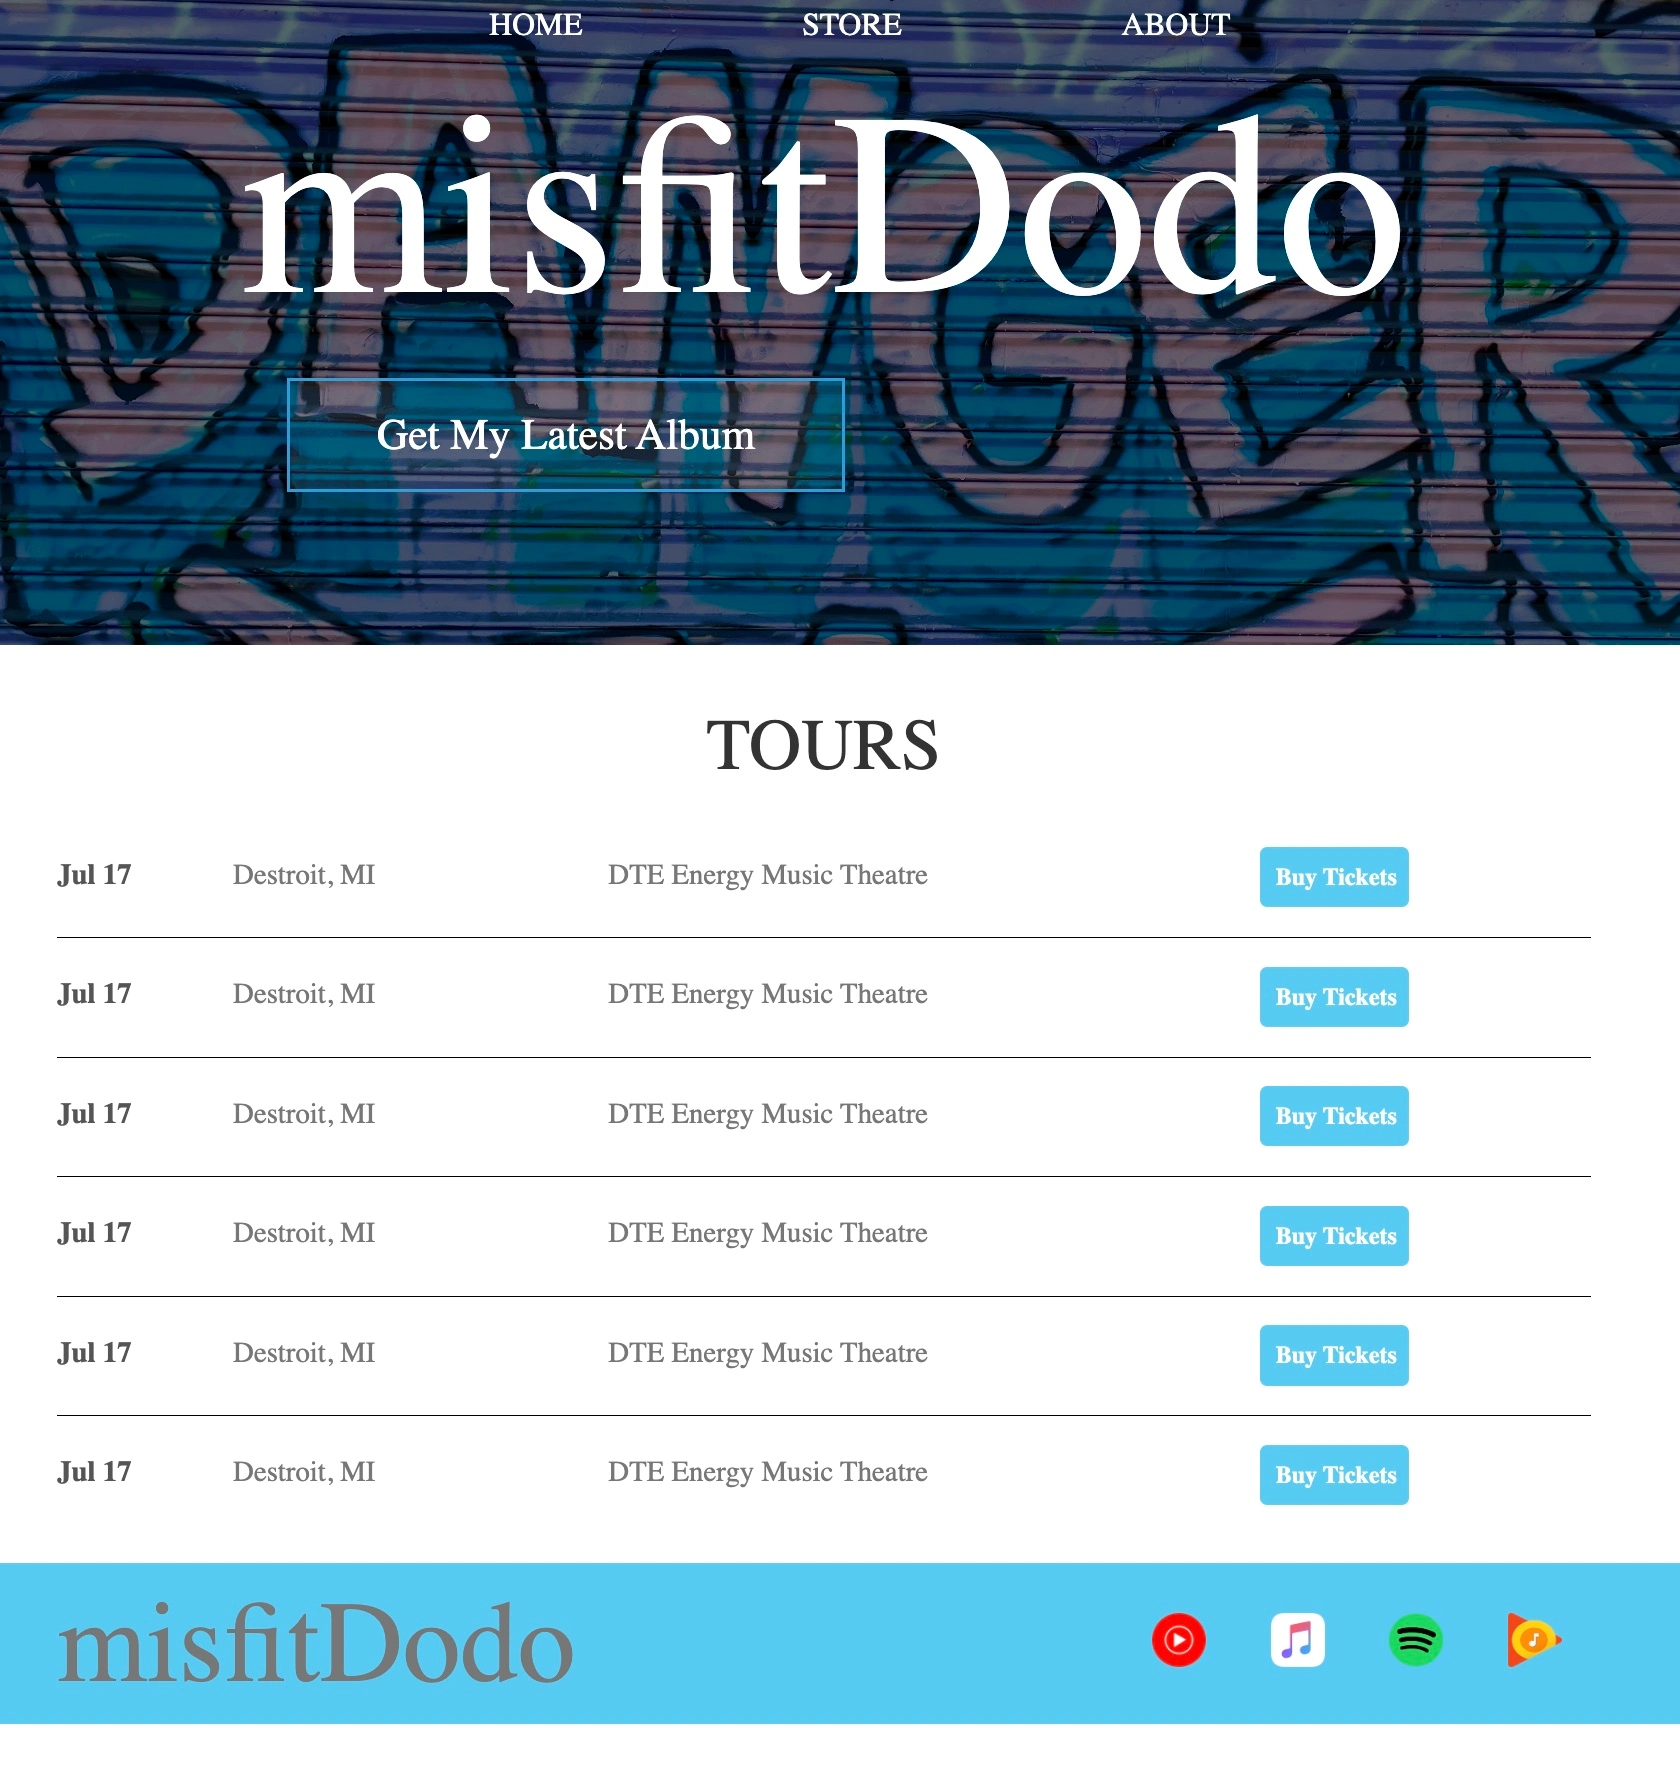 HOME STORE ABOUT
DANGER
misfitDodo
Get My Latest Album
TOURS
Jul 17 Destroit, MI DTE Energy Music Theatre Buy Tickets
Jul 17 Destroit, MI DTE Energy Music Theatre Buy Tickets
Jul 17 Destroit, MI DTE Energy Music Theatre Buy Tickets
Jul 17 Destroit, MI DTE Energy Music Theatre Buy Tickets
Jul 17 Destroit, MI DTE Energy Music Theatre Buy Tickets
Jul 17 Destroit, MI DTE Energy Music Theatre Buy Tickets
misfitDodo